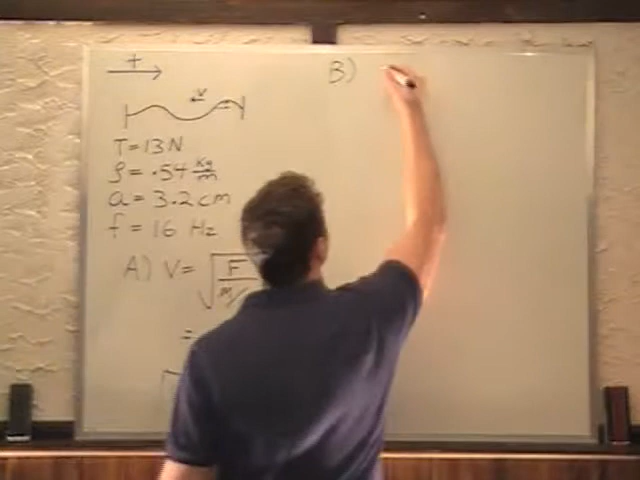 +
v
T = 13 N
ρ = .54 kg/m
a = 3.2 cm
f = 16 Hz
A) V = √F/m/
=
B)